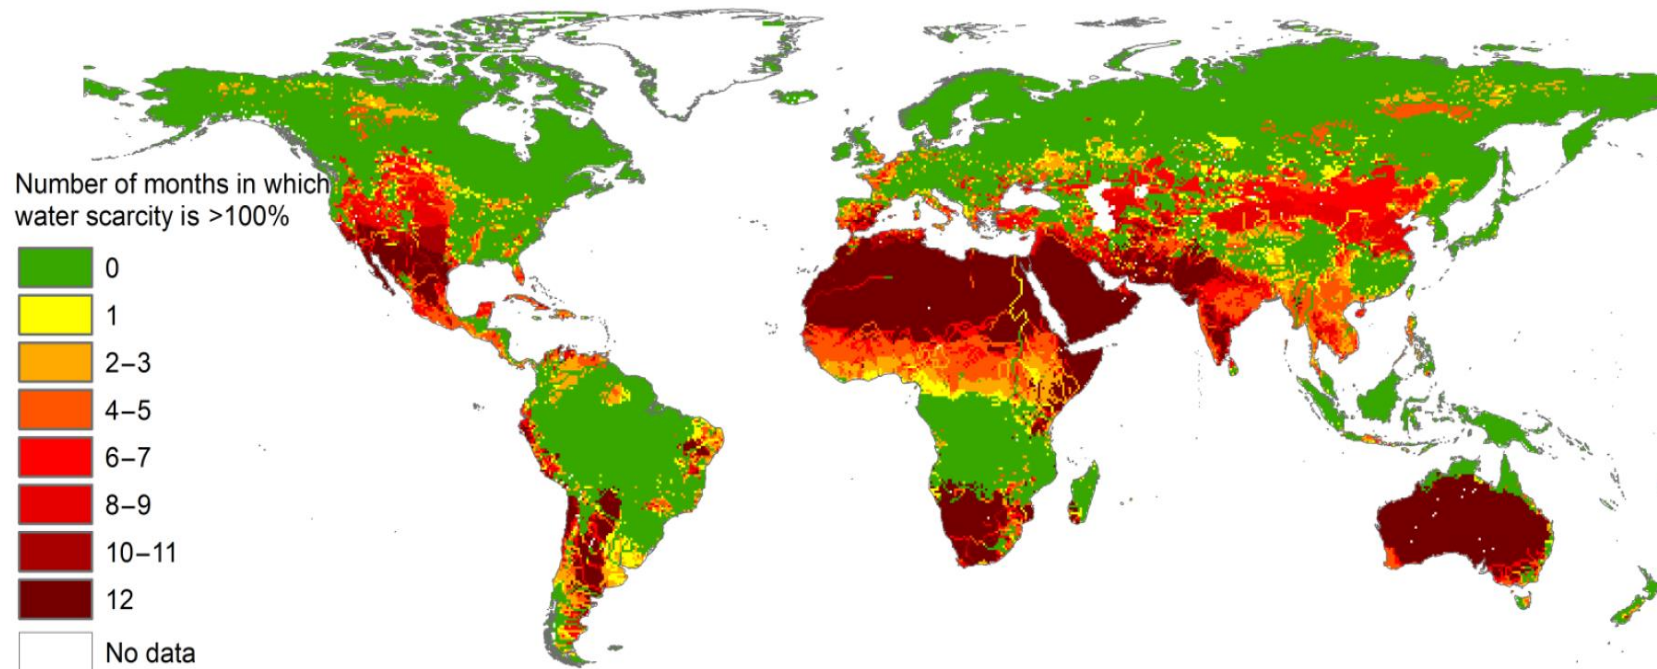 Number of months in which
water scarcity is >100%
0
1
2–3
4–5
6–7
8–9
10–11
12
No data